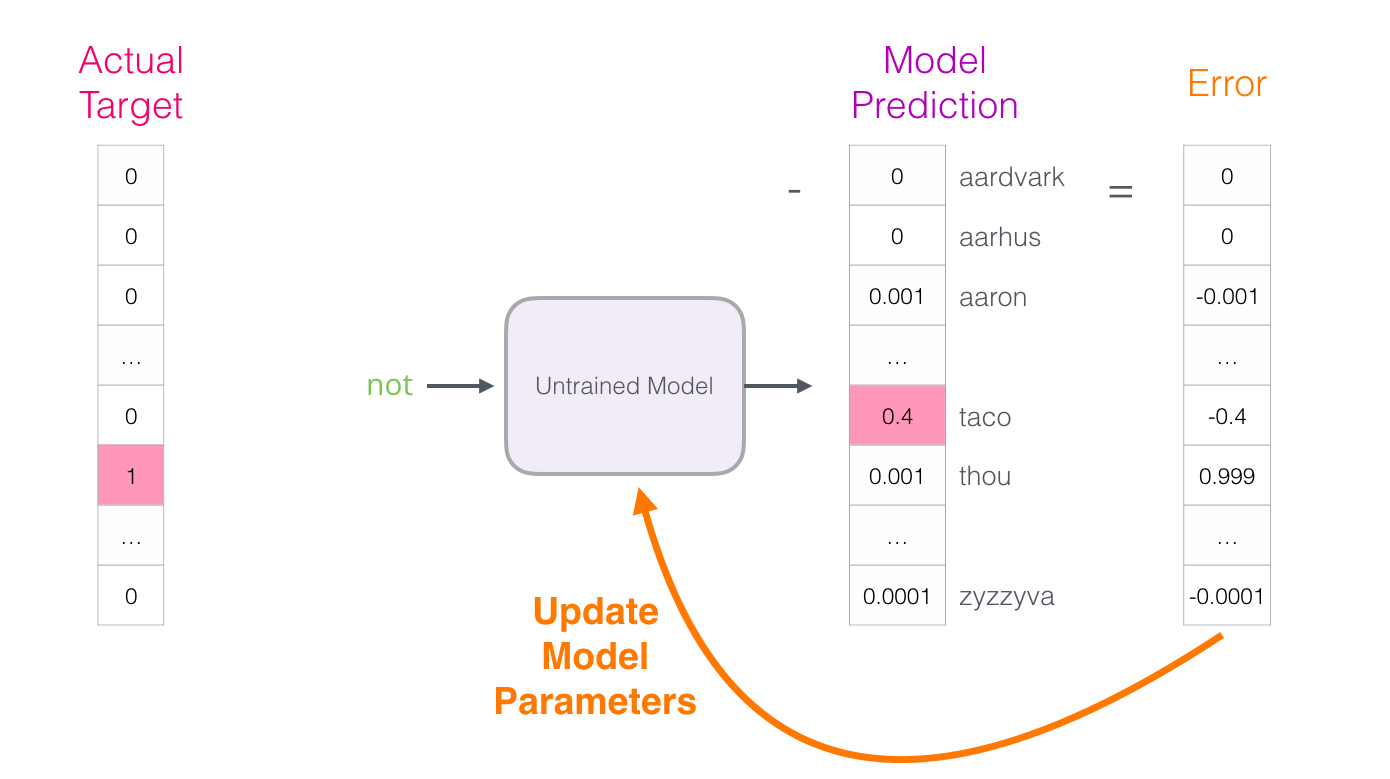 Actual
Target
Model
Prediction
Error
0 - 0 aardvark = 0
0 0 aarhus 0
0 0.001 aaron -0.001
... ... ...
not Untrained Model
0 0.4 taco -0.4
1 0.001 thou 0.999
... ... ...
0 0.0001 zyzzyva -0.0001
Update
Model
Parameters